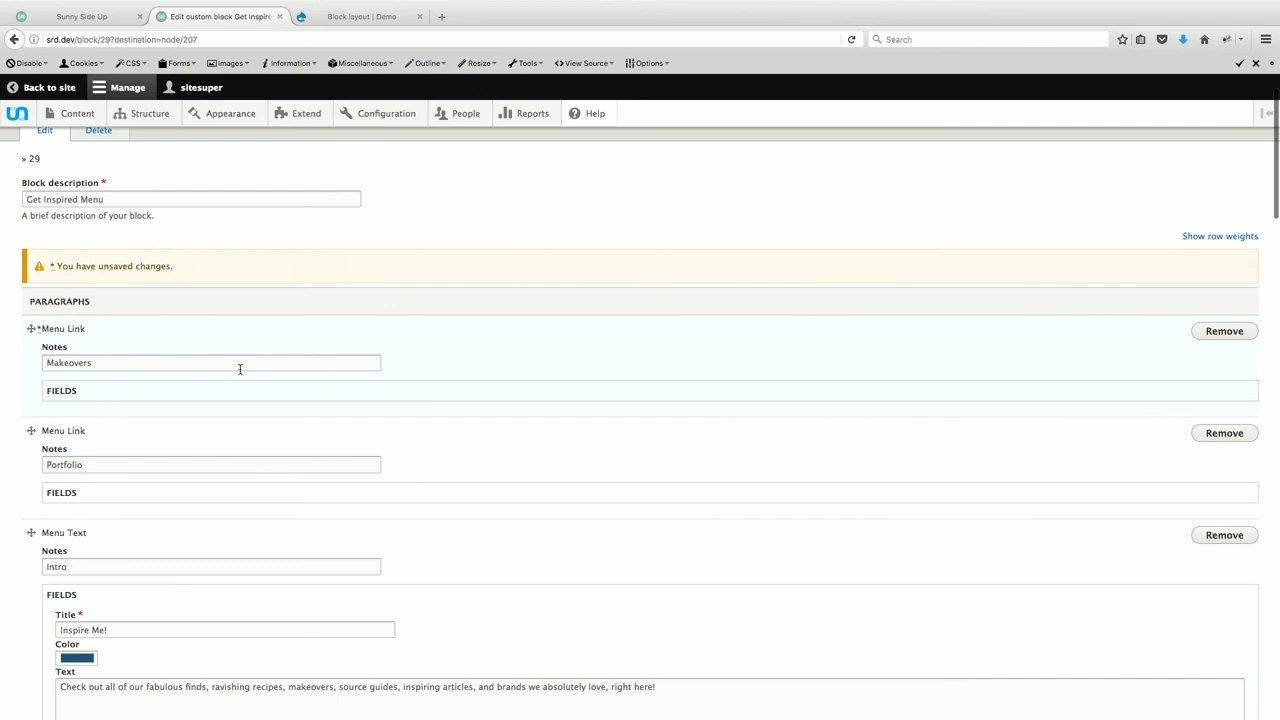 Sunny Side Up
Edit custom block Get Inspire
Block layout | Demo
srd.dev/block/29?destination=node/207
Search
Disable
Cookies
CSS
Forms
Images
Information
Miscellaneous
Outline
Resize
Tools
View Source
Options
Back to site
Manage
sitesuper
Content
Structure
Appearance
Extend
Configuration
People
Reports
Help
Edit
Delete
» 29
Block description *
Get Inspired Menu
A brief description of your block.
Show row weights
* You have unsaved changes.
PARAGRAPHS
*Menu Link
Remove
Notes
Makeovers
FIELDS
Menu Link
Remove
Notes
Portfolio
FIELDS
Menu Text
Remove
Notes
Intro
FIELDS
Title *
Inspire Me!
Color
Text
Check out all of our fabulous finds, ravishing recipes, makeovers, source guides, inspiring articles, and brands we absolutely love, right here!